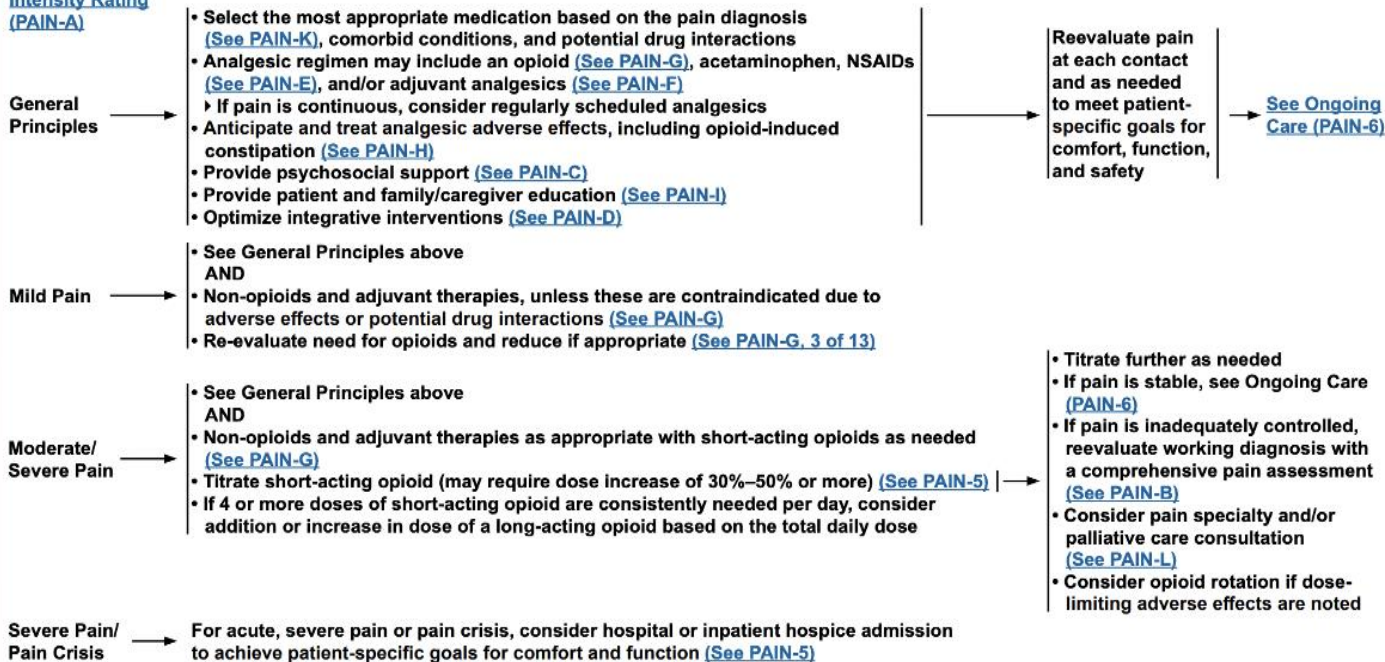 Intensity Rating
(PAIN-A)
General
Principles
• Select the most appropriate medication based on the pain diagnosis
(See PAIN-K), comorbid conditions, and potential drug interactions
• Analgesic regimen may include an opioid (See PAIN-G), acetaminophen, NSAIDs
(See PAIN-E), and/or adjuvant analgesics (See PAIN-F)
▸ If pain is continuous, consider regularly scheduled analgesics
• Anticipate and treat analgesic adverse effects, including opioid-induced
constipation (See PAIN-H)
• Provide psychosocial support (See PAIN-C)
• Provide patient and family/caregiver education (See PAIN-I)
• Optimize integrative interventions (See PAIN-D)
Reevaluate pain
at each contact
and as needed
to meet patient-
specific goals for
comfort, function,
and safety
See Ongoing
Care (PAIN-6)
Mild Pain
• See General Principles above
AND
• Non-opioids and adjuvant therapies, unless these are contraindicated due to
adverse effects or potential drug interactions (See PAIN-G)
• Re-evaluate need for opioids and reduce if appropriate (See PAIN-G, 3 of 13)
Moderate/
Severe Pain
• See General Principles above
AND
• Non-opioids and adjuvant therapies as appropriate with short-acting opioids as needed
(See PAIN-G)
• Titrate short-acting opioid (may require dose increase of 30%–50% or more) (See PAIN-5)
• If 4 or more doses of short-acting opioid are consistently needed per day, consider
addition or increase in dose of a long-acting opioid based on the total daily dose
• Titrate further as needed
• If pain is stable, see Ongoing Care
(PAIN-6)
• If pain is inadequately controlled,
reevaluate working diagnosis with
a comprehensive pain assessment
(See PAIN-B)
• Consider pain specialty and/or
palliative care consultation
(See PAIN-L)
• Consider opioid rotation if dose-
limiting adverse effects are noted
Severe Pain/
Pain Crisis
For acute, severe pain or pain crisis, consider hospital or inpatient hospice admission
to achieve patient-specific goals for comfort and function (See PAIN-5)